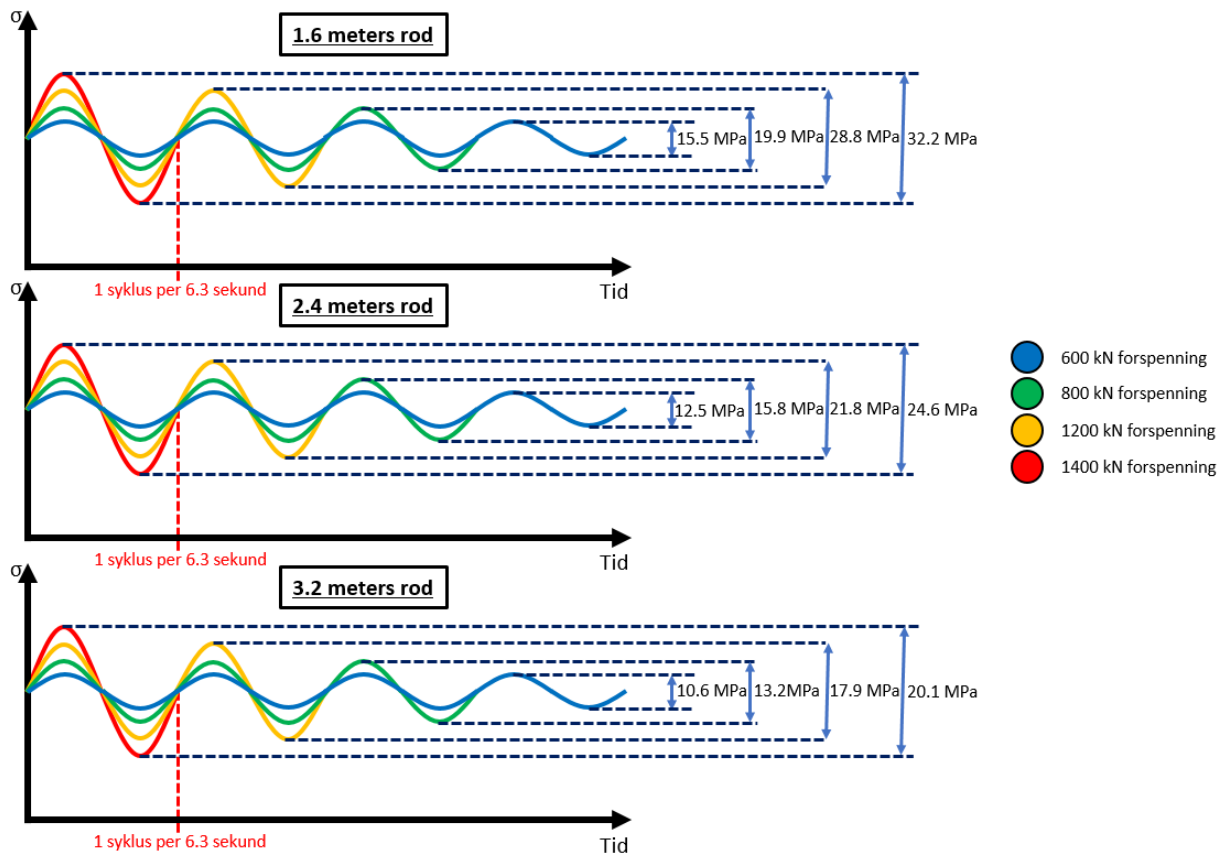 σ
1.6 meters rod
15.5 MPa
19.9 MPa
28.8 MPa
32.2 MPa
1 syklus per 6.3 sekund
Tid
σ
2.4 meters rod
12.5 MPa
15.8 MPa
21.8 MPa
24.6 MPa
1 syklus per 6.3 sekund
Tid
600 kN forspenning
800 kN forspenning
1200 kN forspenning
1400 kN forspenning
σ
3.2 meters rod
10.6 MPa
13.2MPa
17.9 MPa
20.1 MPa
1 syklus per 6.3 sekund
Tid